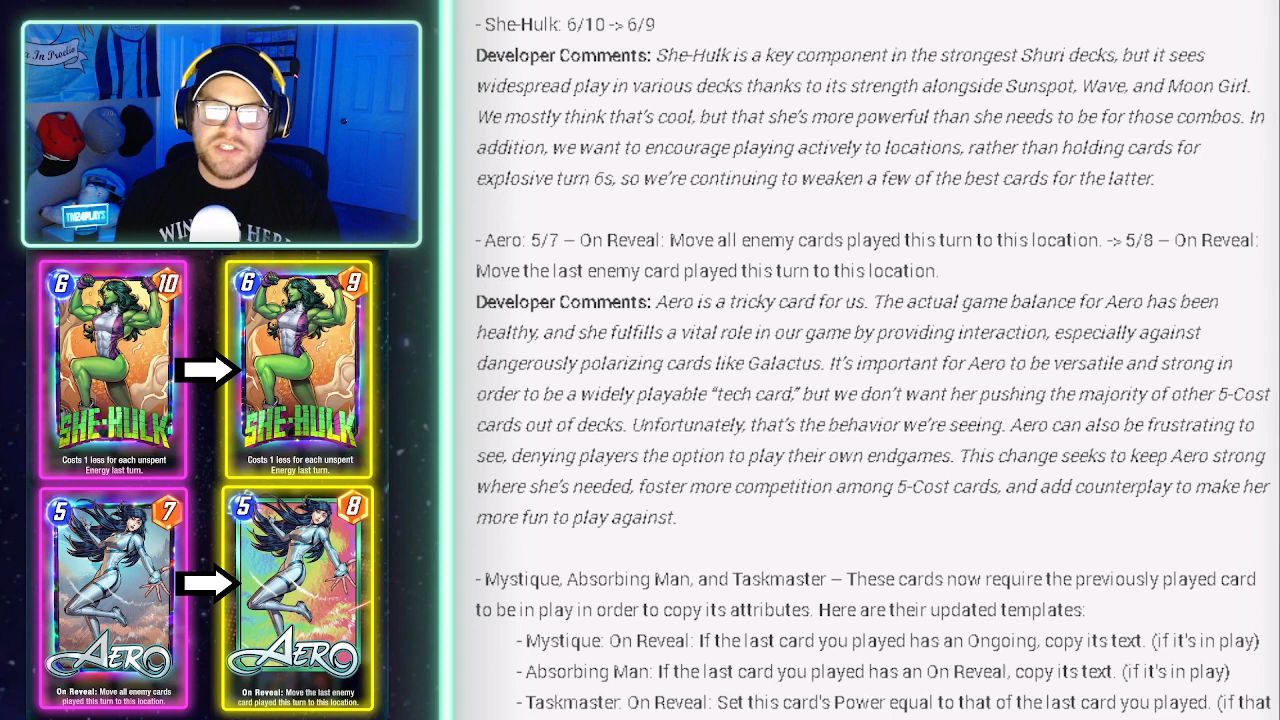 a In Proelio
TM24PLAYS
WIN HERE
6
10
SHE-HULK
Costs 1 less for each unspent
Energy last turn.
6
9
SHE-HULK
Costs 1 less for each unspent
Energy last turn.
5
7
AERO
On Reveal: Move all enemy cards
played this turn to this location.
5
8
AERO
On Reveal: Move the last enemy
card played this turn to this location.
- She-Hulk: 6/10 -> 6/9
Developer Comments: She-Hulk is a key component in the strongest Shuri decks, but it sees
widespread play in various decks thanks to its strength alongside Sunspot, Wave, and Moon Girl.
We mostly think that's cool, but that she's more powerful than she needs to be for those combos. In
addition, we want to encourage playing actively to locations, rather than holding cards for
explosive turn 6s, so we're continuing to weaken a few of the best cards for the latter.
- Aero: 5/7 – On Reveal: Move all enemy cards played this turn to this location. -> 5/8 – On Reveal:
Move the last enemy card played this turn to this location.
Developer Comments: Aero is a tricky card for us. The actual game balance for Aero has been
healthy, and she fulfills a vital role in our game by providing interaction, especially against
dangerously polarizing cards like Galactus. It's important for Aero to be versatile and strong in
order to be a widely playable “tech card,” but we don't want her pushing the majority of other 5-Cost
cards out of decks. Unfortunately, that's the behavior we're seeing. Aero can also be frustrating to
see, denying players the option to play their own endgames. This change seeks to keep Aero strong
where she's needed, foster more competition among 5-Cost cards, and add counterplay to make her
more fun to play against.
- Mystique, Absorbing Man, and Taskmaster – These cards now require the previously played card
to be in play in order to copy its attributes. Here are their updated templates:
- Mystique: On Reveal: If the last card you played has an Ongoing, copy its text. (if it's in play)
- Absorbing Man: If the last card you played has an On Reveal, copy its text. (if it's in play)
- Taskmaster: On Reveal: Set this card's Power equal to that of the last card you played. (if that